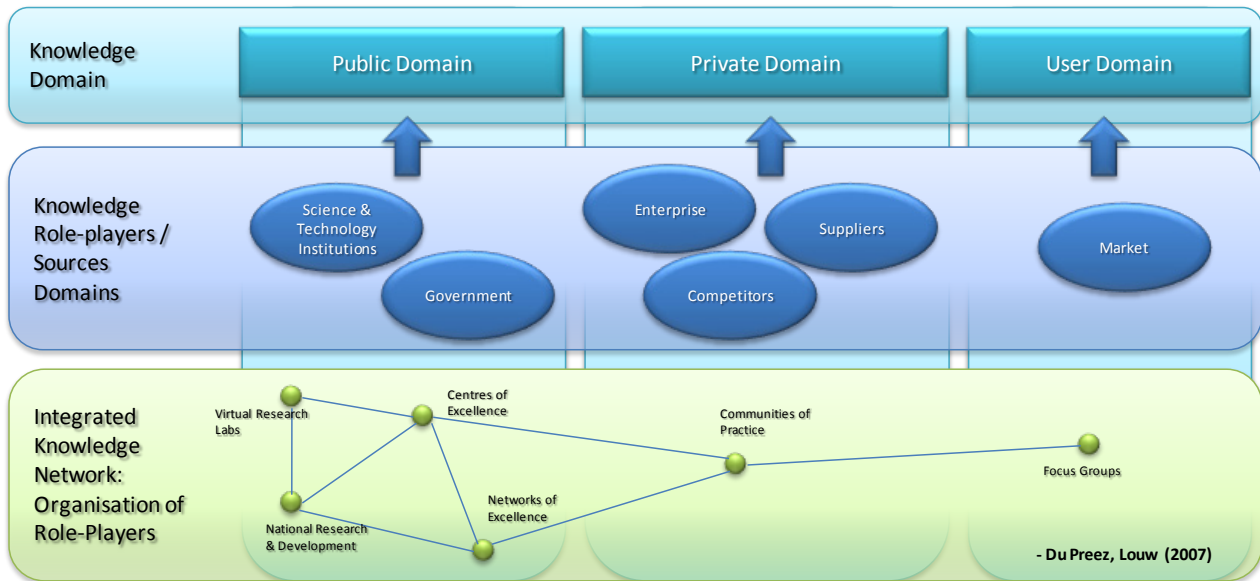 Knowledge
Domain
Public Domain
Private Domain
User Domain
Knowledge
Role-players /
Sources
Domains
Science &
Technology
Institutions
Government
Enterprise
Suppliers
Competitors
Market
Integrated
Knowledge
Network:
Organisation of
Role-Players
Virtual Research
Labs
Centres of
Excellence
Communities of
Practice
Focus Groups
National Research
& Development
Networks of
Excellence
- Du Preez, Louw (2007)